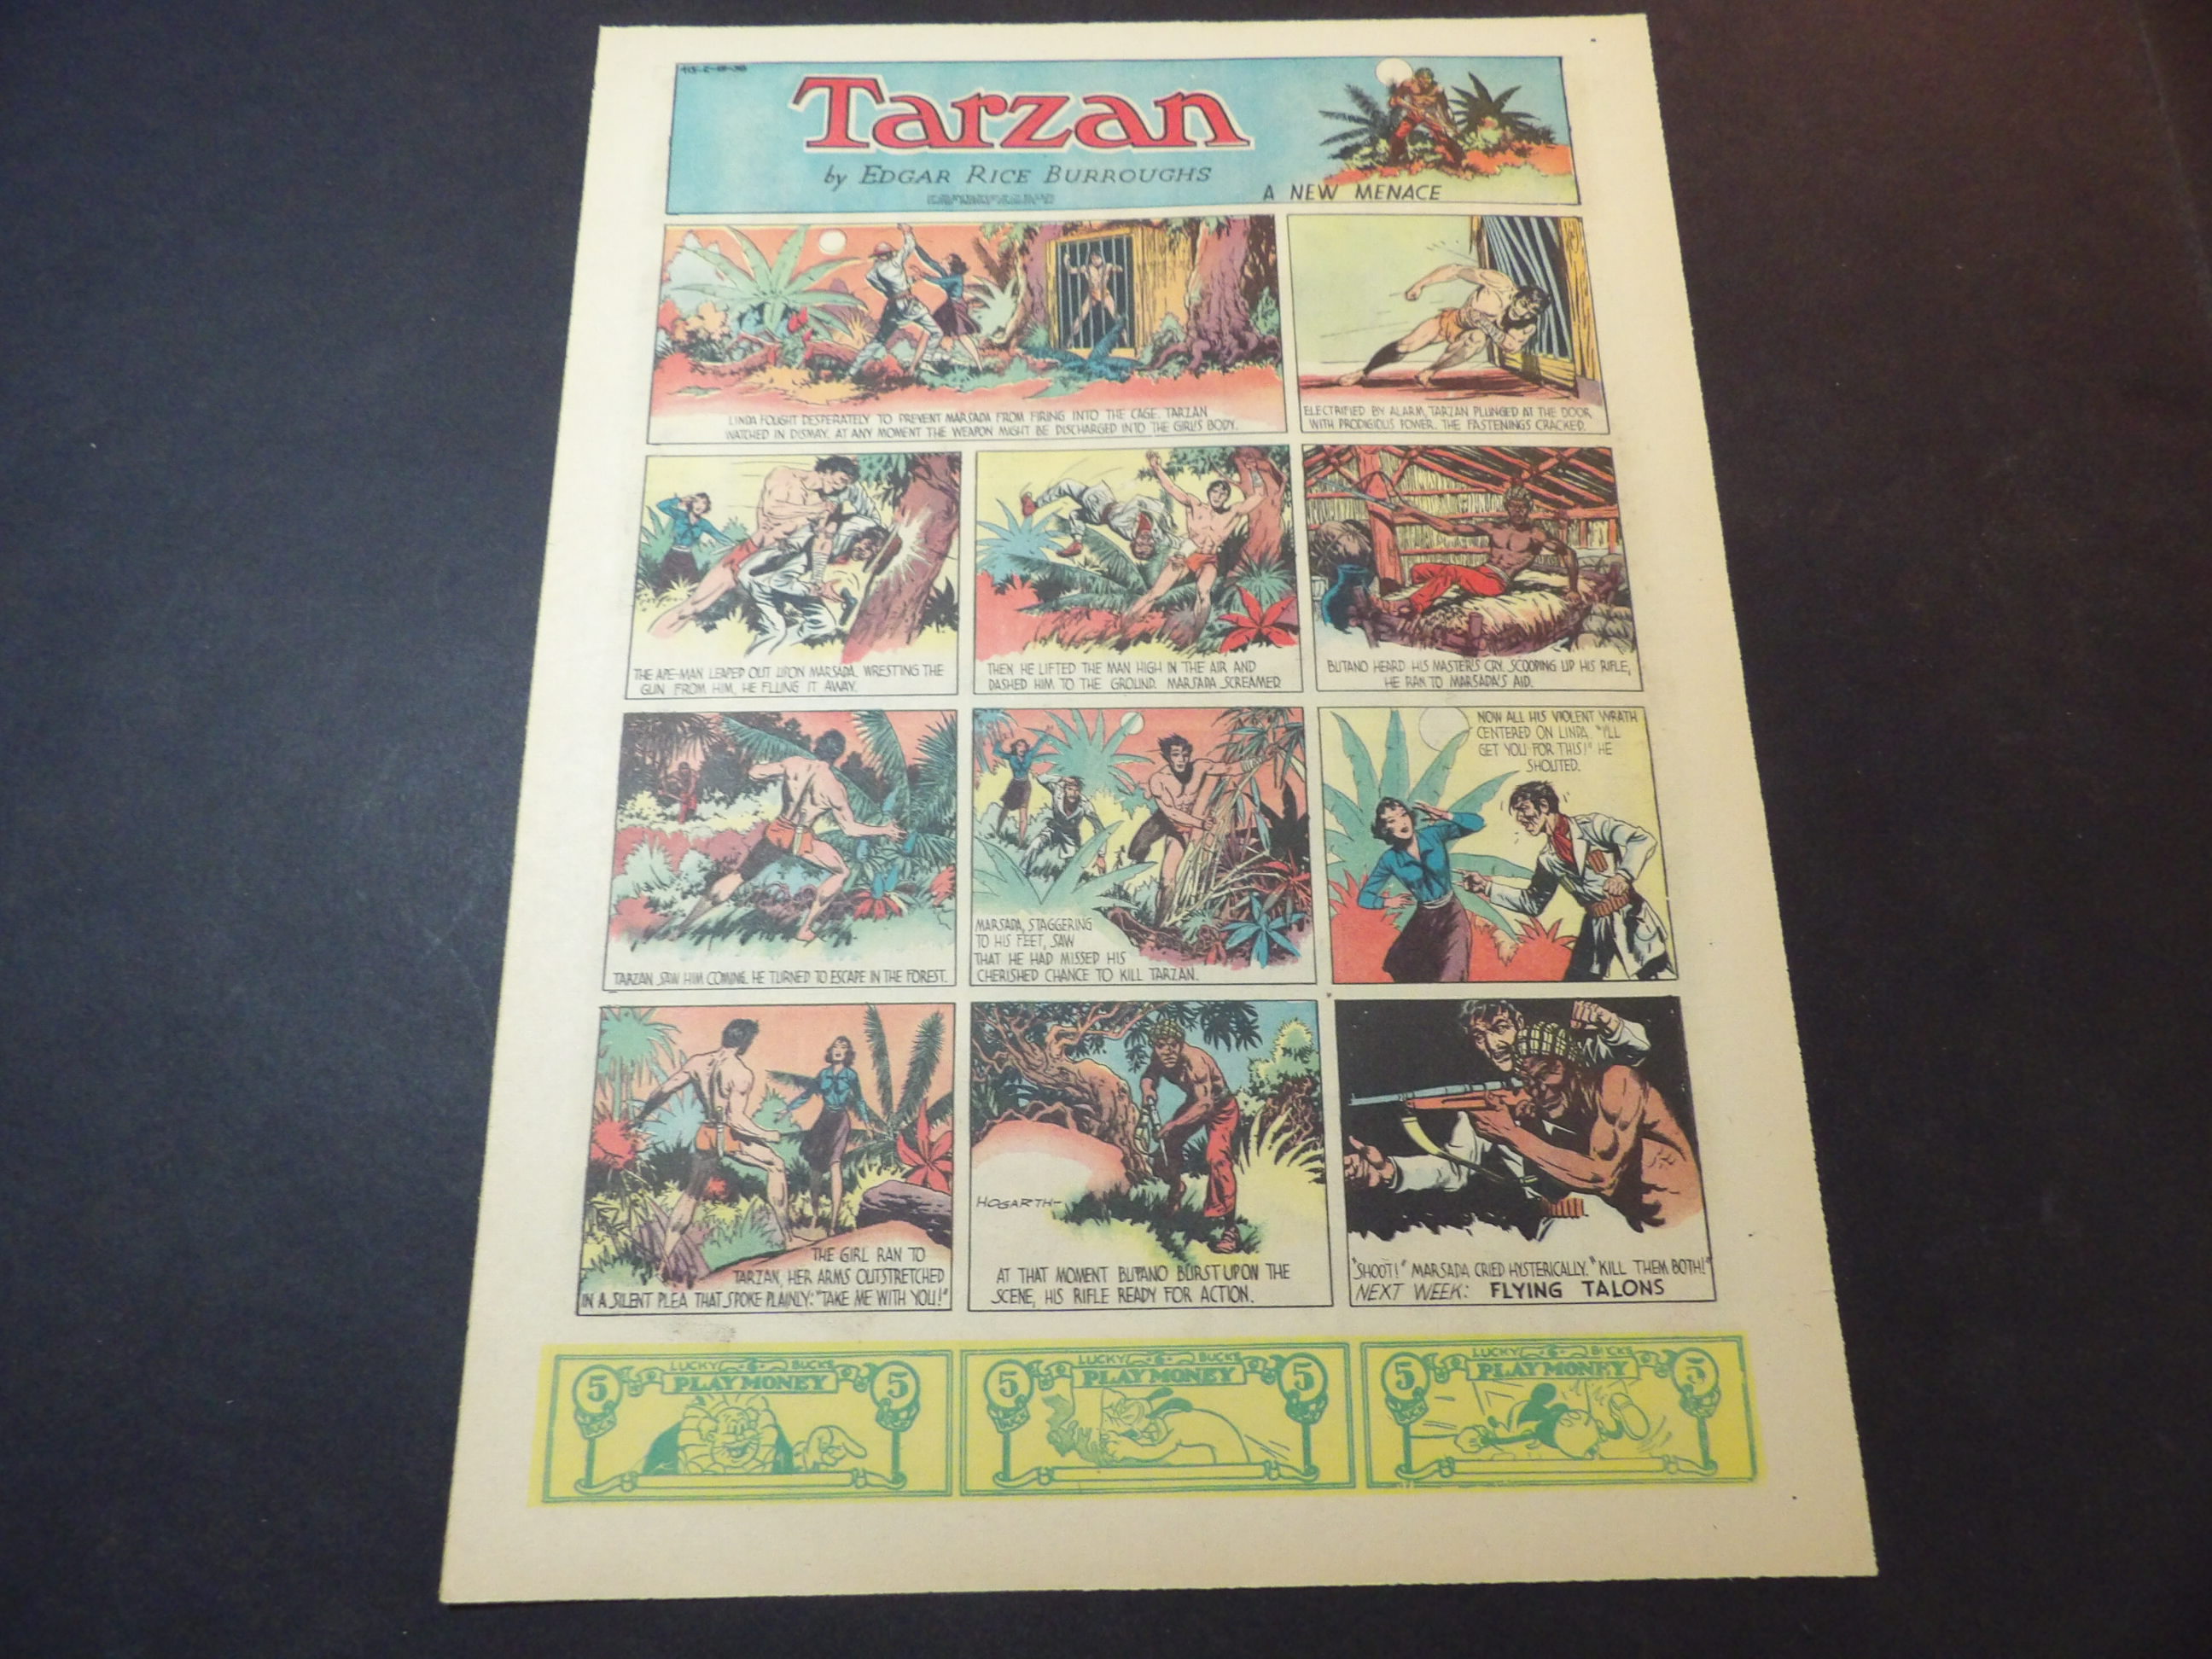 Tarzan
by EDGAR RICE BURROUGHS
A NEW MENACE
LINDA FOUGHT DESPERATELY TO PREVENT MARSADA FROM FIRING INTO THE CAGE. TARZAN
WATCHED IN DISMAY. AT ANY MOMENT THE WEAPON MIGHT BE DISCHARGED INTO THE GIRL'S BODY.
ELECTRIFIED BY ALARM, TARZAN PLUNGED AT THE DOOR
WITH PRODIGIOUS POWER. THE FASTENINGS CRACKED.
THE APE-MAN LEAPED OUT UPON MARSADA. WRESTING THE
GUN FROM HIM, HE FLUNG IT AWAY.
THEN HE LIFTED THE MAN HIGH IN THE AIR AND
DASHED HIM TO THE GROUND. MARSADA SCREAMED.
BUTANO HEARD HIS MASTER'S CRY. SCOOPING UP HIS RIFLE,
HE RAN TO MARSADA'S AID.
TARZAN SAW HIM COMING. HE TURNED TO ESCAPE IN THE FOREST.
MARSADA, STAGGERING
TO HIS FEET, SAW
THAT HE HAD MISSED HIS
CHERISHED CHANCE TO KILL TARZAN.
NOW ALL HIS VIOLENT WRATH
CENTERED ON LINDA. "I'LL
GET YOU FOR THIS!" HE
SHOUTED.
THE GIRL RAN TO
TARZAN, HER ARMS OUTSTRETCHED
IN A SILENT PLEA THAT SPOKE PLAINLY: "TAKE ME WITH YOU!"
HOGARTH-
AT THAT MOMENT BUTANO BURST UPON THE
SCENE, HIS RIFLE READY FOR ACTION.
"SHOOT!" MARSADA CRIED HYSTERICALLY. "KILL THEM BOTH!"
NEXT WEEK: FLYING TALONS
LUCKY BUCKS
5 PLAY MONEY 5
LUCKY BUCKS
5 PLAY MONEY 5
LUCKY BUCKS
5 PLAY MONEY 5